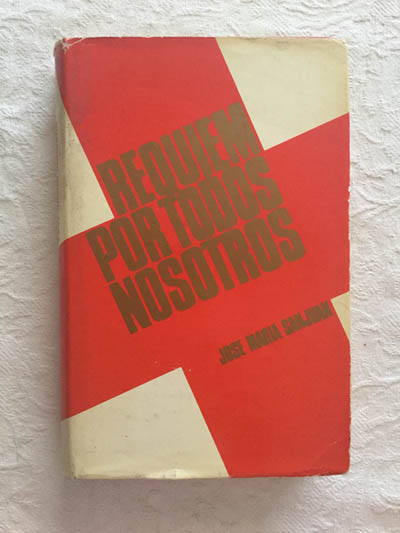 REQUIEM
POR TODOS
NOSOTROS
JOSE MARIA SANJUAN